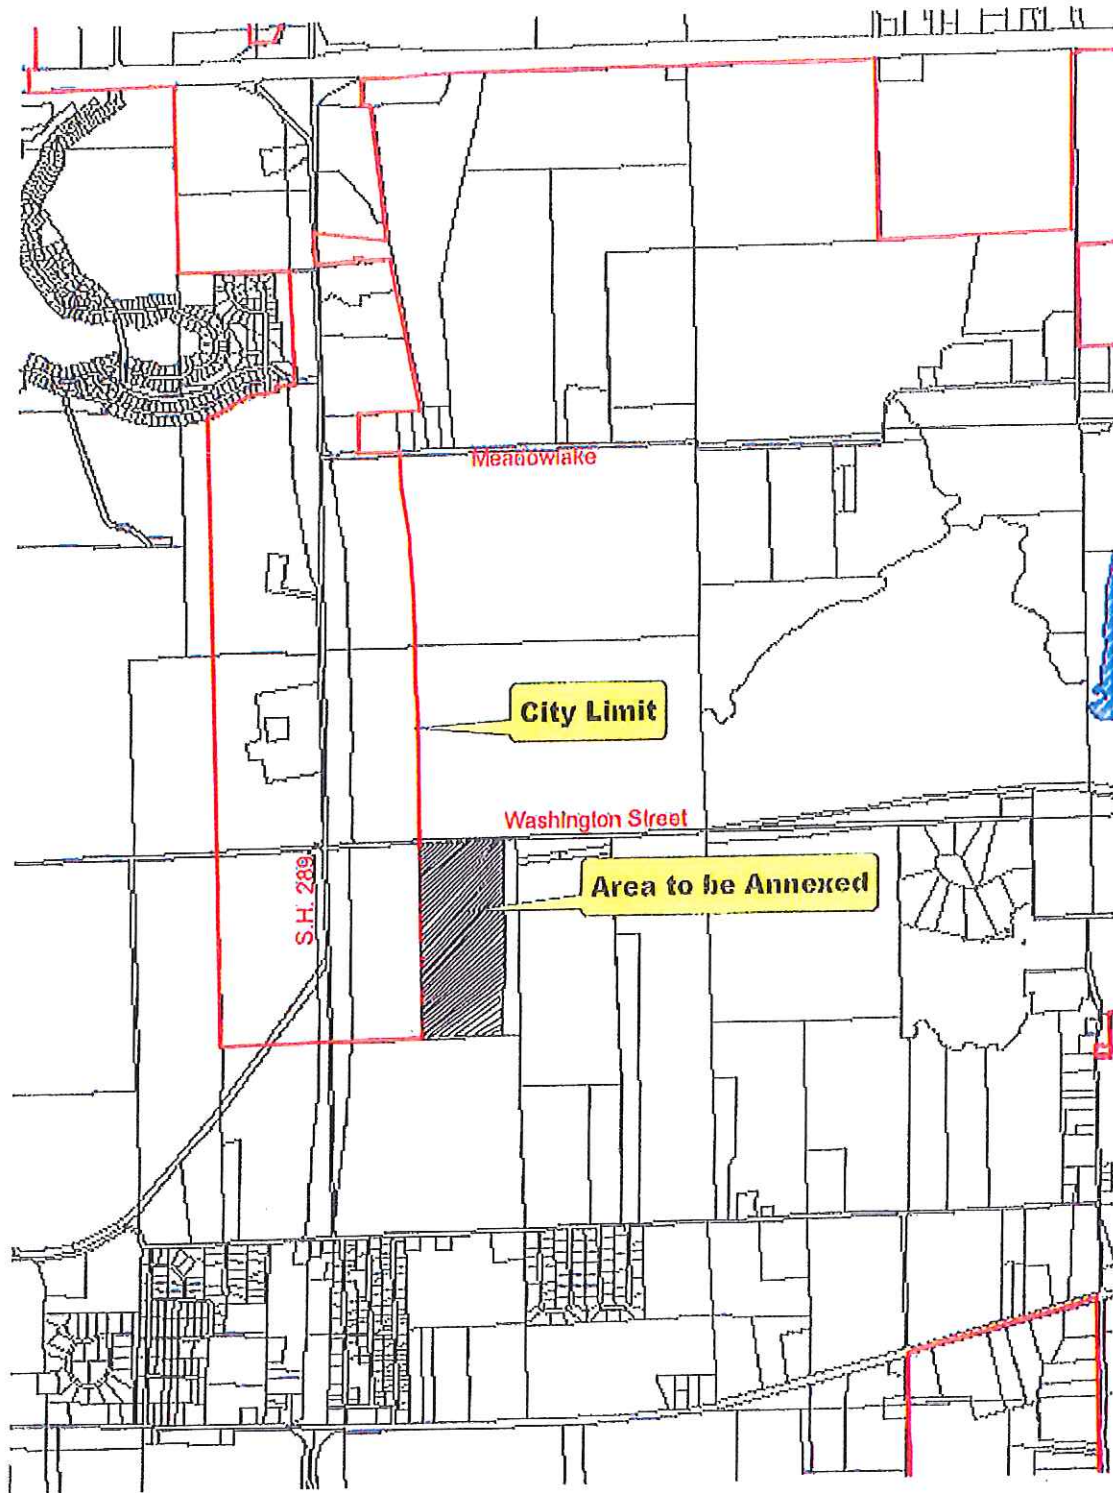 Meadowlake
City Limit
Washington Street
S.H. 289
Area to be Annexed